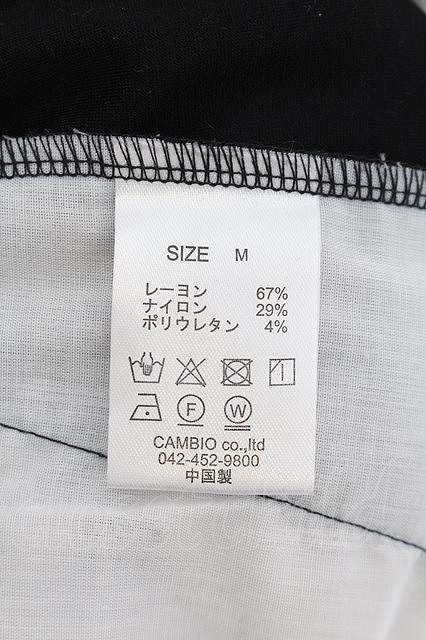 SIZE M
レーヨン 67%
ナイロン 29%
ポリウレタン 4%
F W
CAMBIO co.,ltd
042-452-9800
中国製